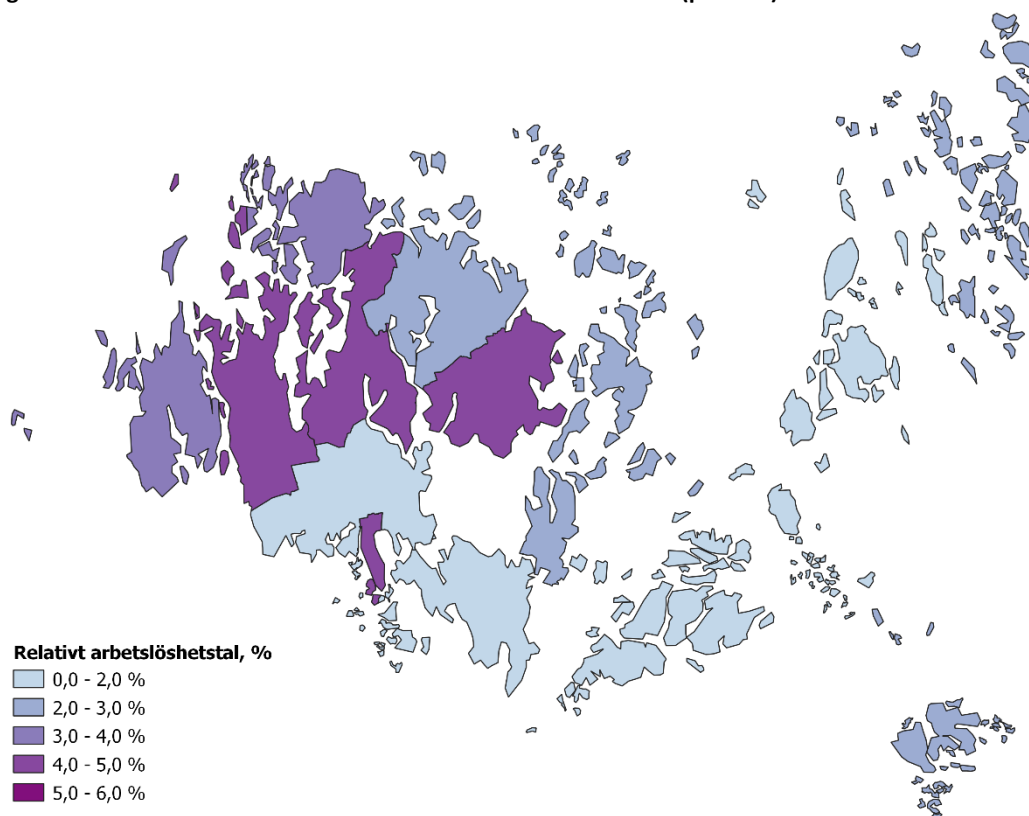 Relativt arbetslöshetstal, %
0,0 - 2,0 %
2,0 - 3,0 %
3,0 - 4,0 %
4,0 - 5,0 %
5,0 - 6,0 %